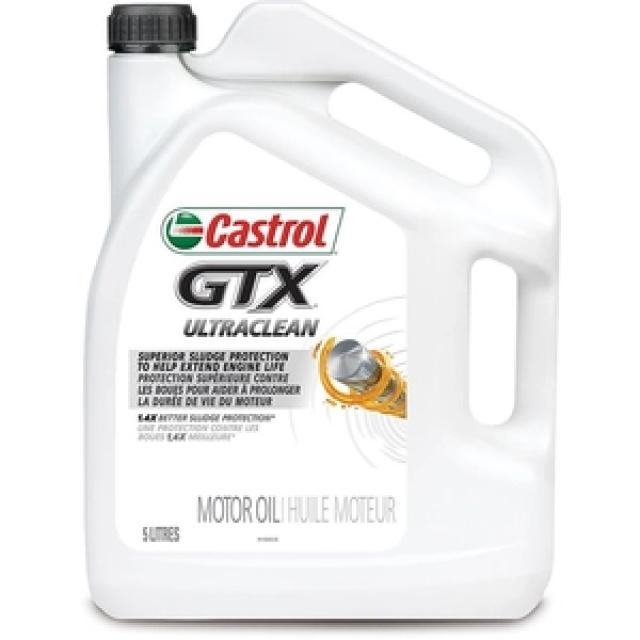 Castrol
GTX
ULTRACLEAN
SUPERIOR SLUDGE PROTECTION
TO HELP EXTEND ENGINE LIFE
PROTECTION SUPÉRIEURE CONTRE
LES BOUES POUR AIDER À PROLONGER
LA DURÉE DE VIE DU MOTEUR
1.4X BETTER SLUDGE PROTECTION*
UNE PROTECTION CONTRE LES
BOUES 1,4X MEILLEURE*
MOTOR OIL | HUILE MOTEUR
5 LITRES